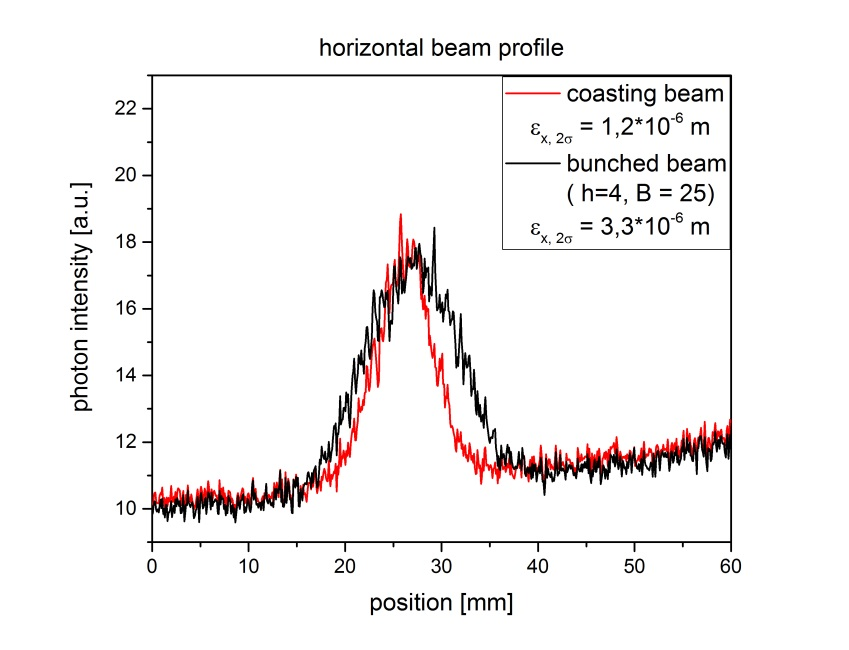 horizontal beam profile
coasting beam
εx, 2σ = 1,2*10-6 m
bunched beam
( h=4, B = 25)
εx, 2σ = 3,3*10-6 m
photon intensity [a.u.]
22
20
18
16
14
12
10
0 10 20 30 40 50 60
position [mm]